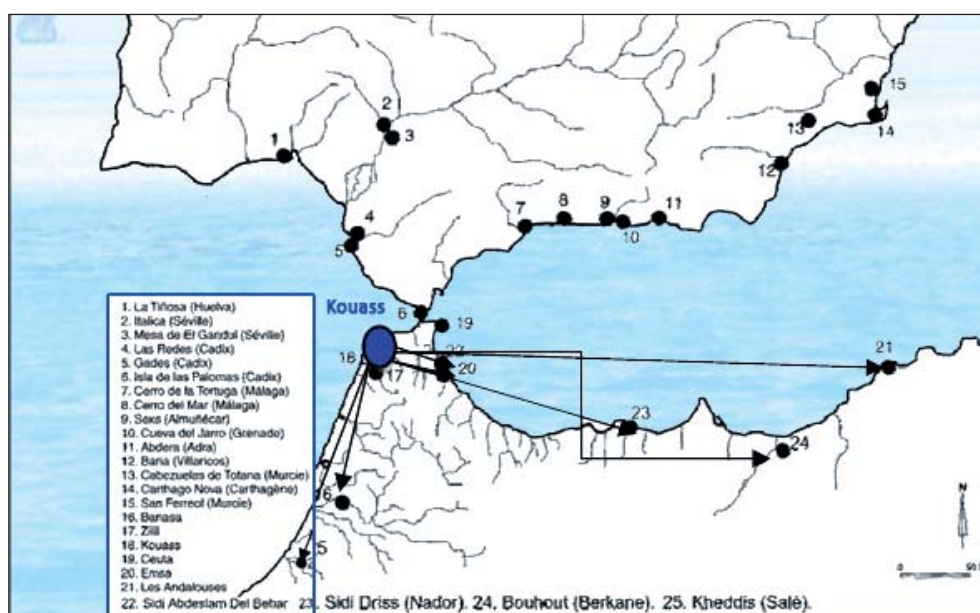 1
2
3
4
5
6
7
8
9
10
11
12
13
14
15
Kouass
18
17
19
22
20
21
23
24
N
1. La Tiñosa (Huelva)
2. Italica (Séville)
3. Mesa de El Gandul (Séville)
4. Las Redes (Cadix)
5. Gades (Cadix)
6. Isla de las Palomas (Cadix)
7. Cerro de la Tortuga (Málaga)
8. Cerro del Mar (Málaga)
9. Sexs (Almuñécar)
10. Cueva del Jarro (Grenade)
11. Abdera (Adra)
12. Baria (Villaricos)
13. Cabezuelas de Totana (Murcie)
14. Carthago Nova (Carthagène)
15. San Ferreol (Murcie)
16. Banasa
17. Zilil
18. Kouass
19. Ceuta
20. Emsa
21. Les Andalouses
22. Sidi Abdeslam Del Behar 23. Sidi Driss (Nador). 24, Bouhout (Berkane). 25. Kheddis (Salè).